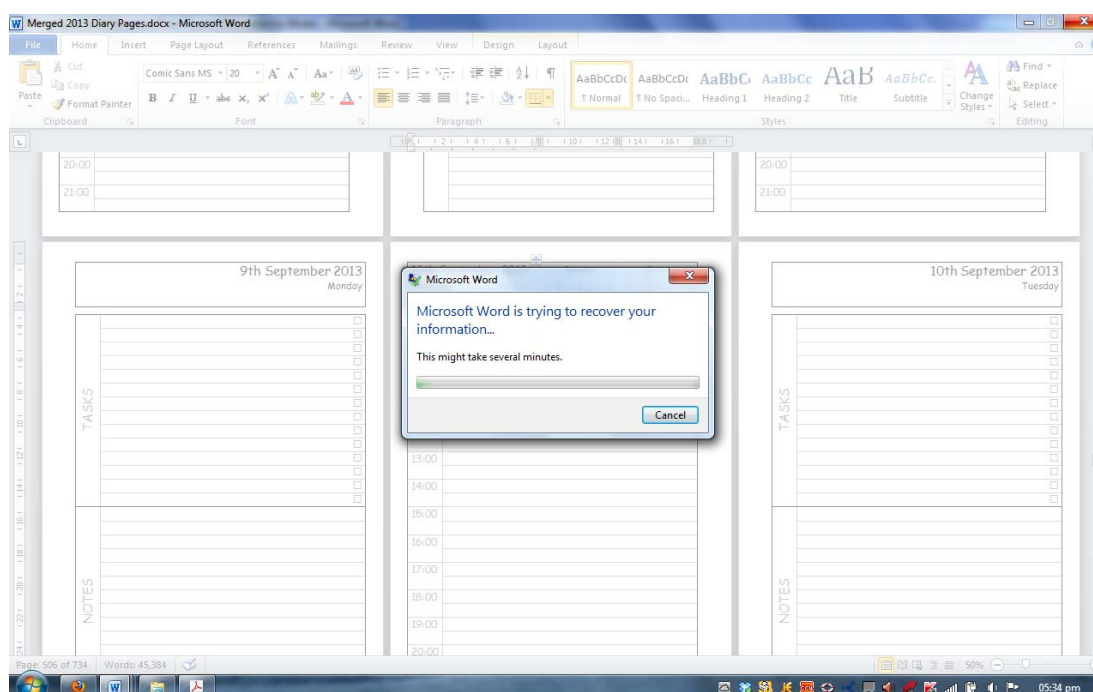 Merged 2013 Diary Pages.docx - Microsoft Word
File Home Insert Page Layout References Mailings Review View Design Layout
Paste
Cut
Copy
Format Painter
Clipboard
Comic Sans MS 20
Font
Paragraph
AaBbCcDc AaBbCcDc AaBbC AaBbCc AaB AaBbCc.
¶ Normal ¶ No Spaci... Heading 1 Heading 2 Title Subtitle
Change Styles
Styles
Find
Replace
Select
Editing
20:00
21:00
20:00
21:00
9th September 2013
Monday
TASKS
NOTES
Microsoft Word
Microsoft Word is trying to recover your
information...
This might take several minutes.
Cancel
13:00
14:00
15:00
16:00
17:00
18:00
19:00
20:00
10th September 2013
Tuesday
TASKS
NOTES
Page: 506 of 734 Words: 45,384
50%
05:34 pm